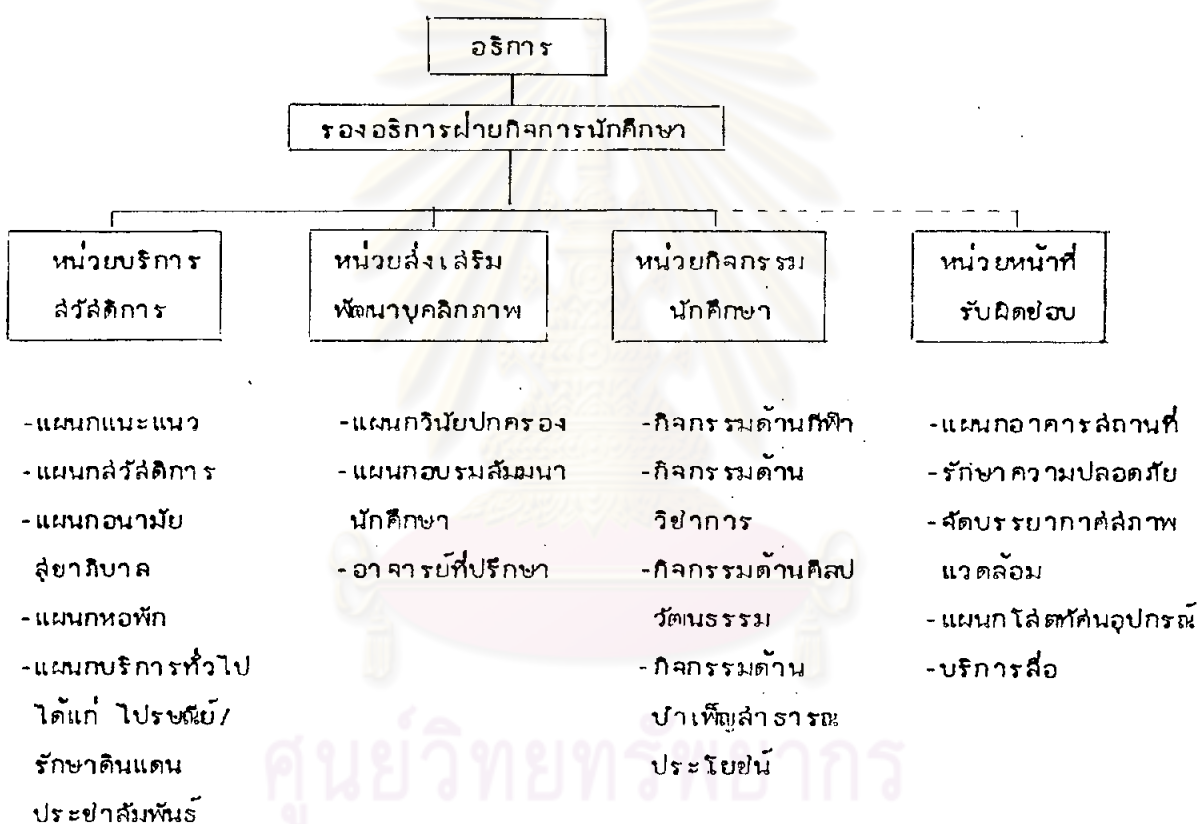 อธิการ
รองอธิการฝ่ายกิจการนักศึกษา
หน่วยบริการ
สวัสดิการ
หน่วยส่งเสริม
พัฒนาบุคลิกภาพ
หน่วยกิจกรรม
นักศึกษา
หน่วยหน้าที่
รับผิดชอบ
-แผนกแนะแนว
-แผนกสวัสดิการ
-แผนกอนามัย
สุขาภิบาล
-แผนกหอพัก
-แผนกบริการทั่วไป
ได้แก่ ไปรษณีย์/
รักษาดินแดน
ประชาสัมพันธ์
-แผนกวินัยปกครอง
-แผนกอบรมสัมมนา
นักศึกษา
-อาจารย์ที่ปรึกษา
-กิจกรรมด้านกีฬา
-กิจกรรมด้าน
วิชาการ
-กิจกรรมด้านศิลป
วัฒนธรรม
-กิจกรรมด้าน
บำเพ็ญสาธารณ
ประโยชน์
-แผนกอาคารสถานที่
-รักษาความปลอดภัย
-จัดบรรยากาศสภาพ
แวดล้อม
-แผนกโสตทัศนอุปกรณ์
-บริการสื่อ
ศูนย์วิทยทรัพยากร